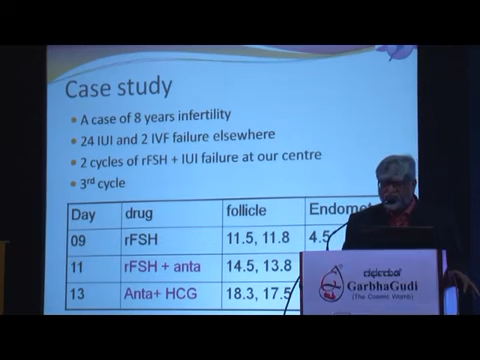 Case study
• A case of 8 years infertility
• 24 IUI and 2 IVF failure elsewhere
• 2 cycles of rFSH + IUI failure at our centre
• 3rd cycle
Day drug follicle Endomet
09 rFSH 11.5, 11.8 4.5
11 rFSH + anta 14.5, 13.8
13 Anta+ HCG 18.3, 17.5
ಗರ್ಭಗುಡಿ
GarbhaGudi
(The Cosmic Womb)